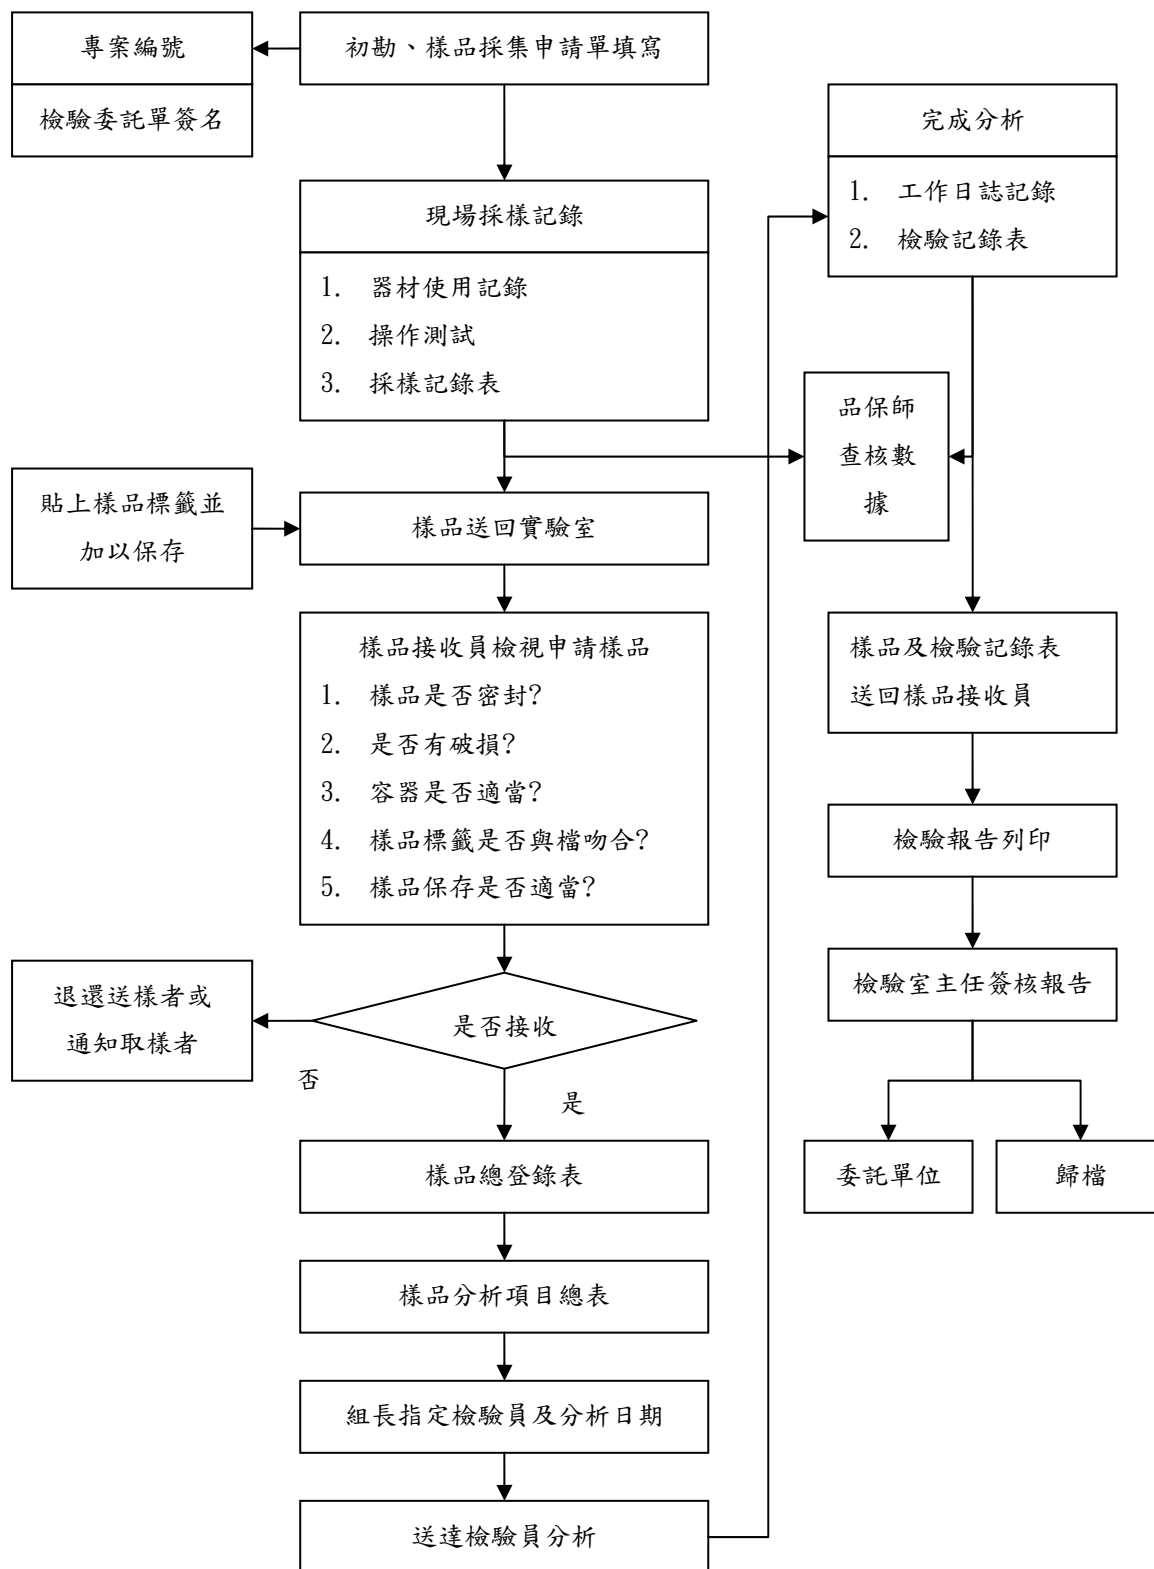 專案編號
檢驗委託單簽名
初勘、樣品採集申請單填寫
現場採樣記錄
1. 器材使用記錄
2. 操作測試
3. 採樣記錄表
貼上樣品標籤並
加以保存
樣品送回實驗室
樣品接收員檢視申請樣品
1. 樣品是否密封?
2. 是否有破損?
3. 容器是否適當?
4. 樣品標籤是否與檔吻合?
5. 樣品保存是否適當?
退還送樣者或
通知取樣者
是否接收
否
是
樣品總登錄表
樣品分析項目總表
組長指定檢驗員及分析日期
送達檢驗員分析
完成分析
1. 工作日誌記錄
2. 檢驗記錄表
品保師
查核數
據
樣品及檢驗記錄表
送回樣品接收員
檢驗報告列印
檢驗室主任簽核報告
委託單位
歸檔